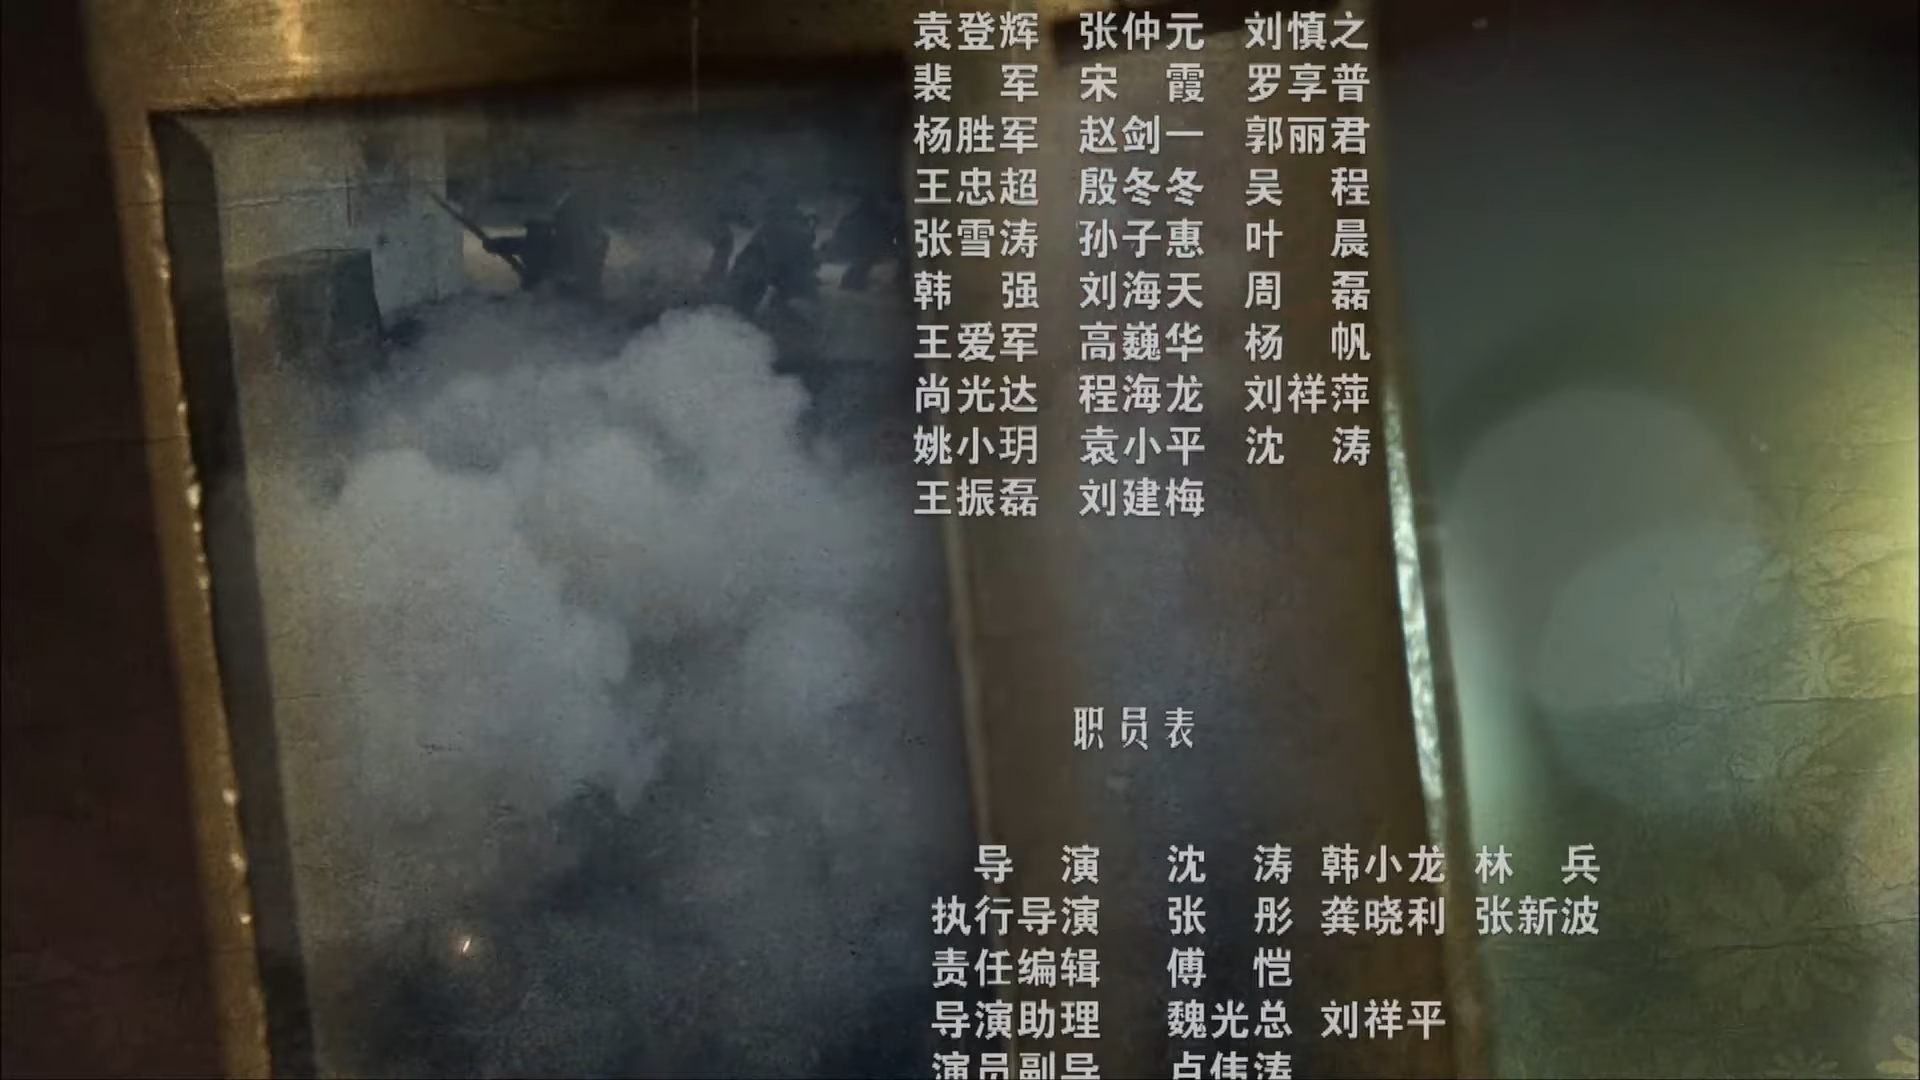 袁登辉 张仲元 刘慎之
裴 军 宋 霞 罗享普
杨胜军 赵剑一 郭丽君
王忠超 殷冬冬 吴 程
张雪涛 孙子惠 叶 晨
韩 强 刘海天 周 磊
王爱军 高巍华 杨 帆
尚光达 程海龙 刘祥萍
姚小玥 袁小平 沈 涛
王振磊 刘建梅
职员表
导 演 沈 涛 韩小龙 林 兵
执行导演 张 彤 龚晓利 张新波
责任编辑 傅 恺
导演助理 魏光总 刘祥平
演员副导 伟涛